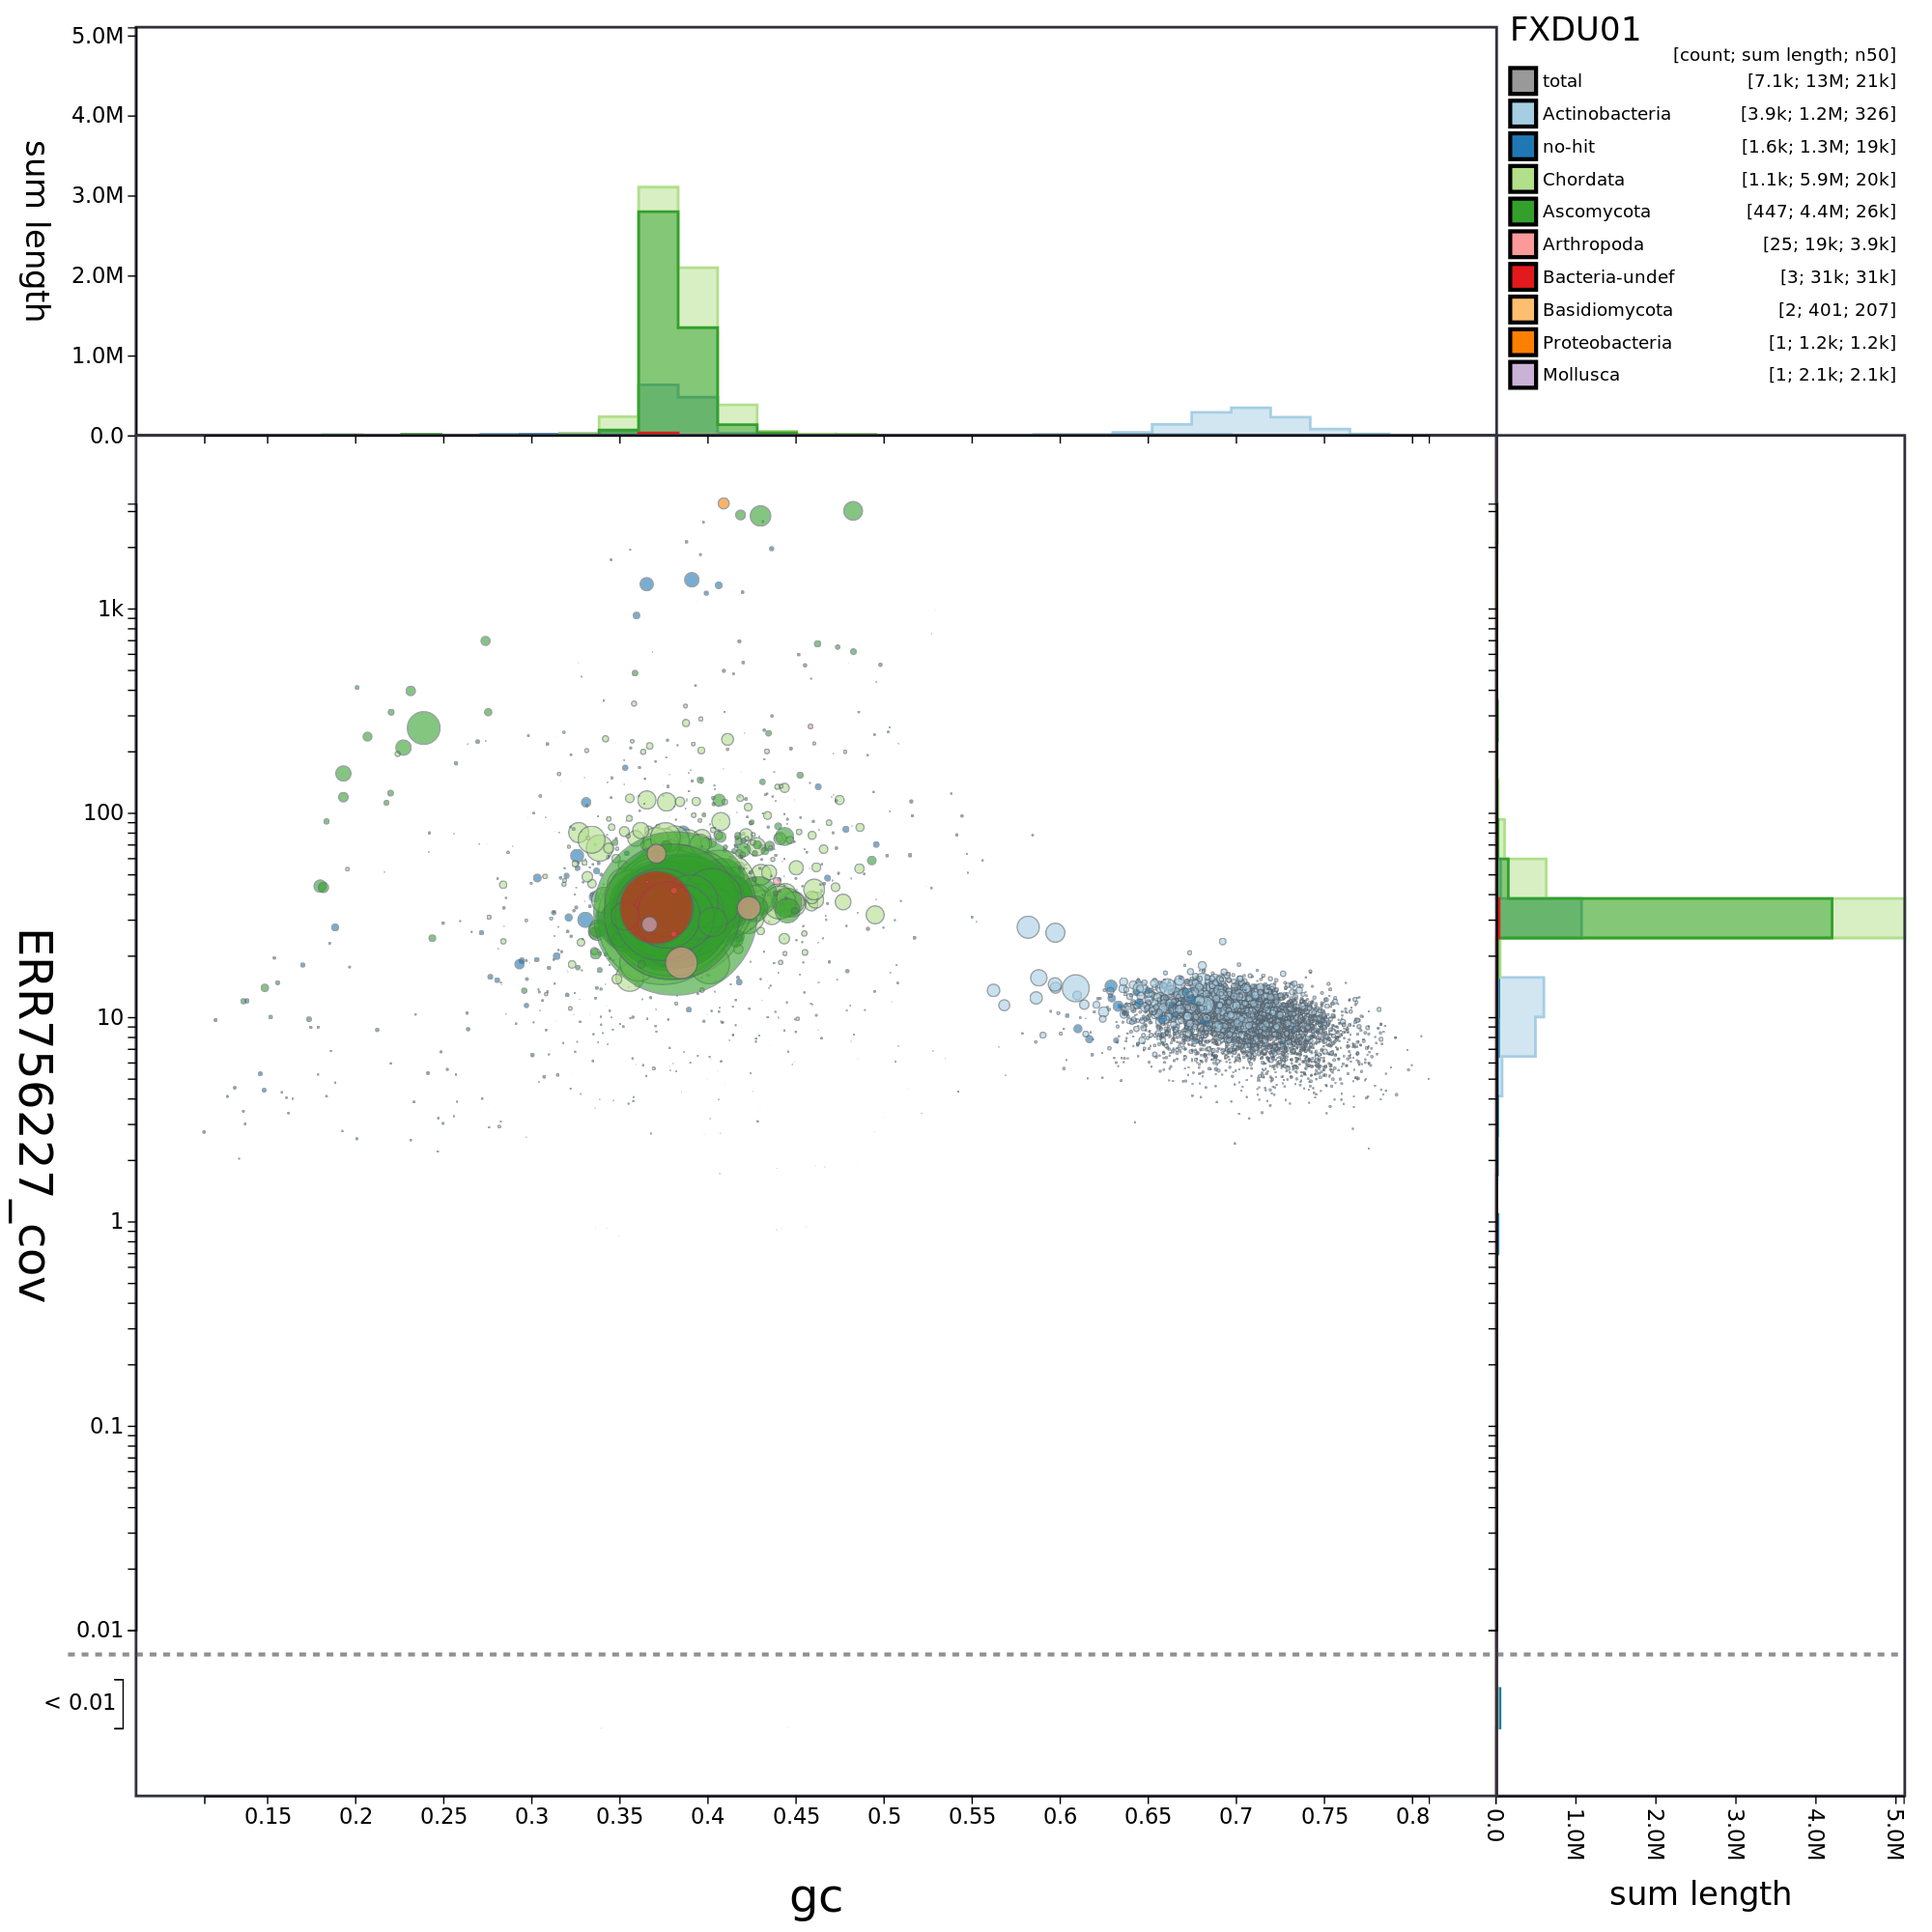 FXDU01
[count; sum length; n50]
total [7.1k; 13M; 21k]
Actinobacteria [3.9k; 1.2M; 326]
no-hit [1.6k; 1.3M; 19k]
Chordata [1.1k; 5.9M; 20k]
Ascomycota [447; 4.4M; 26k]
Arthropoda [25; 19k; 3.9k]
Bacteria-undef [3; 31k; 31k]
Basidiomycota [2; 401; 207]
Proteobacteria [1; 1.2k; 1.2k]
Mollusca [1; 2.1k; 2.1k]
sum length
5.0M
4.0M
3.0M
2.0M
1.0M
0.0
ERR756227_cov
1k
100
10
1
0.1
0.01
< 0.01
0.15 0.2 0.25 0.3 0.35 0.4 0.45 0.5 0.55 0.6 0.65 0.7 0.75 0.8
gc
0.0 1.0M 2.0M 3.0M 4.0M 5.0M
sum length